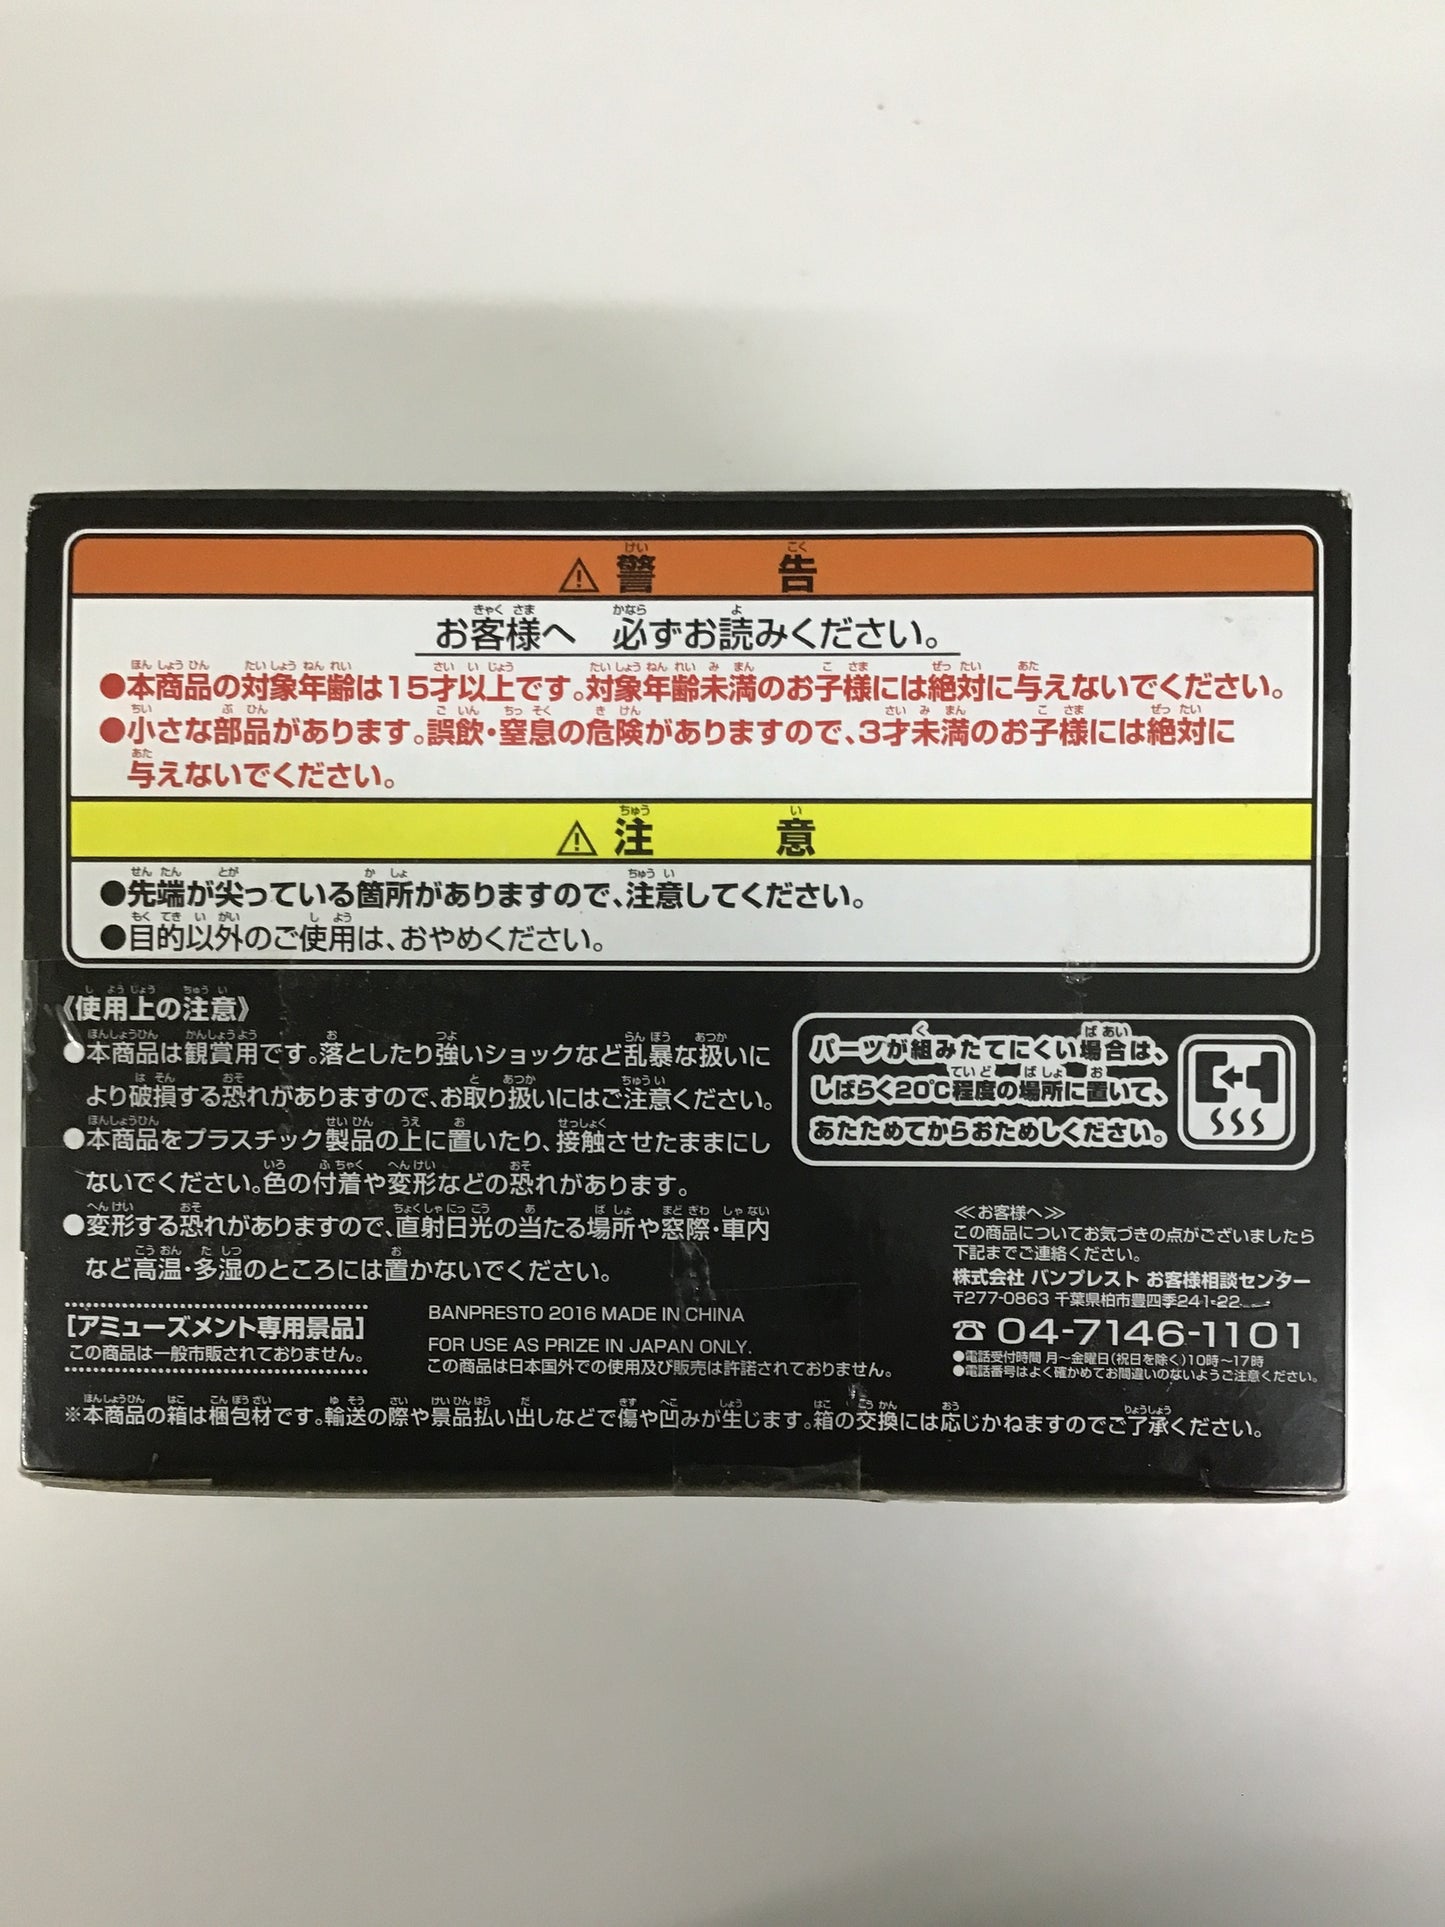 ⚠警告
お客様へ 必ずお読みください。
●本商品の対象年齢は15才以上です。対象年齢未満のお子様には絶対に与えないでください。
●小さな部品があります。誤飲・窒息の危険がありますので、3才未満のお子様には絶対に
与えないでください。
⚠注意
●先端が尖っている箇所がありますので、注意してください。
●目的以外のご使用は、おやめください。
《使用上の注意》
●本商品は観賞用です。落としたり強いショックなど乱暴な扱いに
より破損する恐れがありますので、お取り扱いにはご注意ください。
●本商品をプラスチック製品の上に置いたり、接触させたままにし
ないでください。色の付着や変形などの恐れがあります。
●変形する恐れがありますので、直射日光の当たる場所や窓際・車内
など高温・多湿のところには置かないでください。
パーツが組みたてにくい場合は、
しばらく20℃程度の場所に置いて、
あたためてからおためしください。
≪お客様へ≫
この商品についてお気づきの点がございましたら
下記までご連絡ください。
株式会社 バンプレスト お客様相談センター
〒277-0863 千葉県柏市豊四季241-22
☎04-7146-1101
●電話受付時間 月～金曜日(祝日を除く)10時～17時
●電話番号はよく確かめてお間違いのないようご注意ください。
[アミューズメント専用景品]
この商品は一般市販されておりません。
BANPRESTO 2016 MADE IN CHINA
FOR USE AS PRIZE IN JAPAN ONLY.
この商品は日本国外での使用及び販売は許諾されておりません。
※本商品の箱は梱包材です。輸送の際や景品払い出しなどで傷や凹みが生じます。箱の交換には応じかねますのでご了承ください。